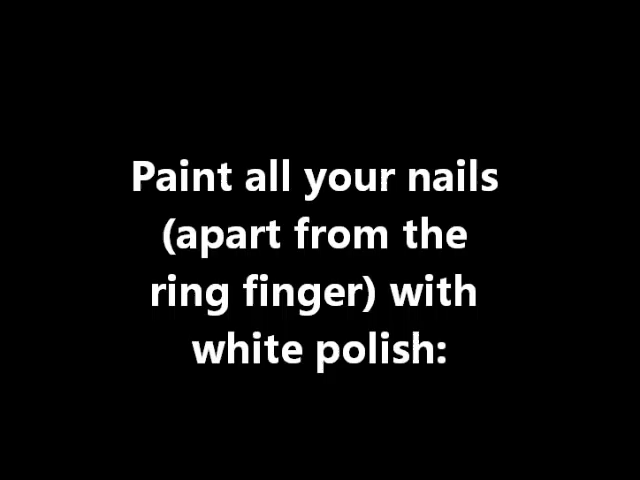 Paint all your nails
(apart from the
ring finger) with
white polish: